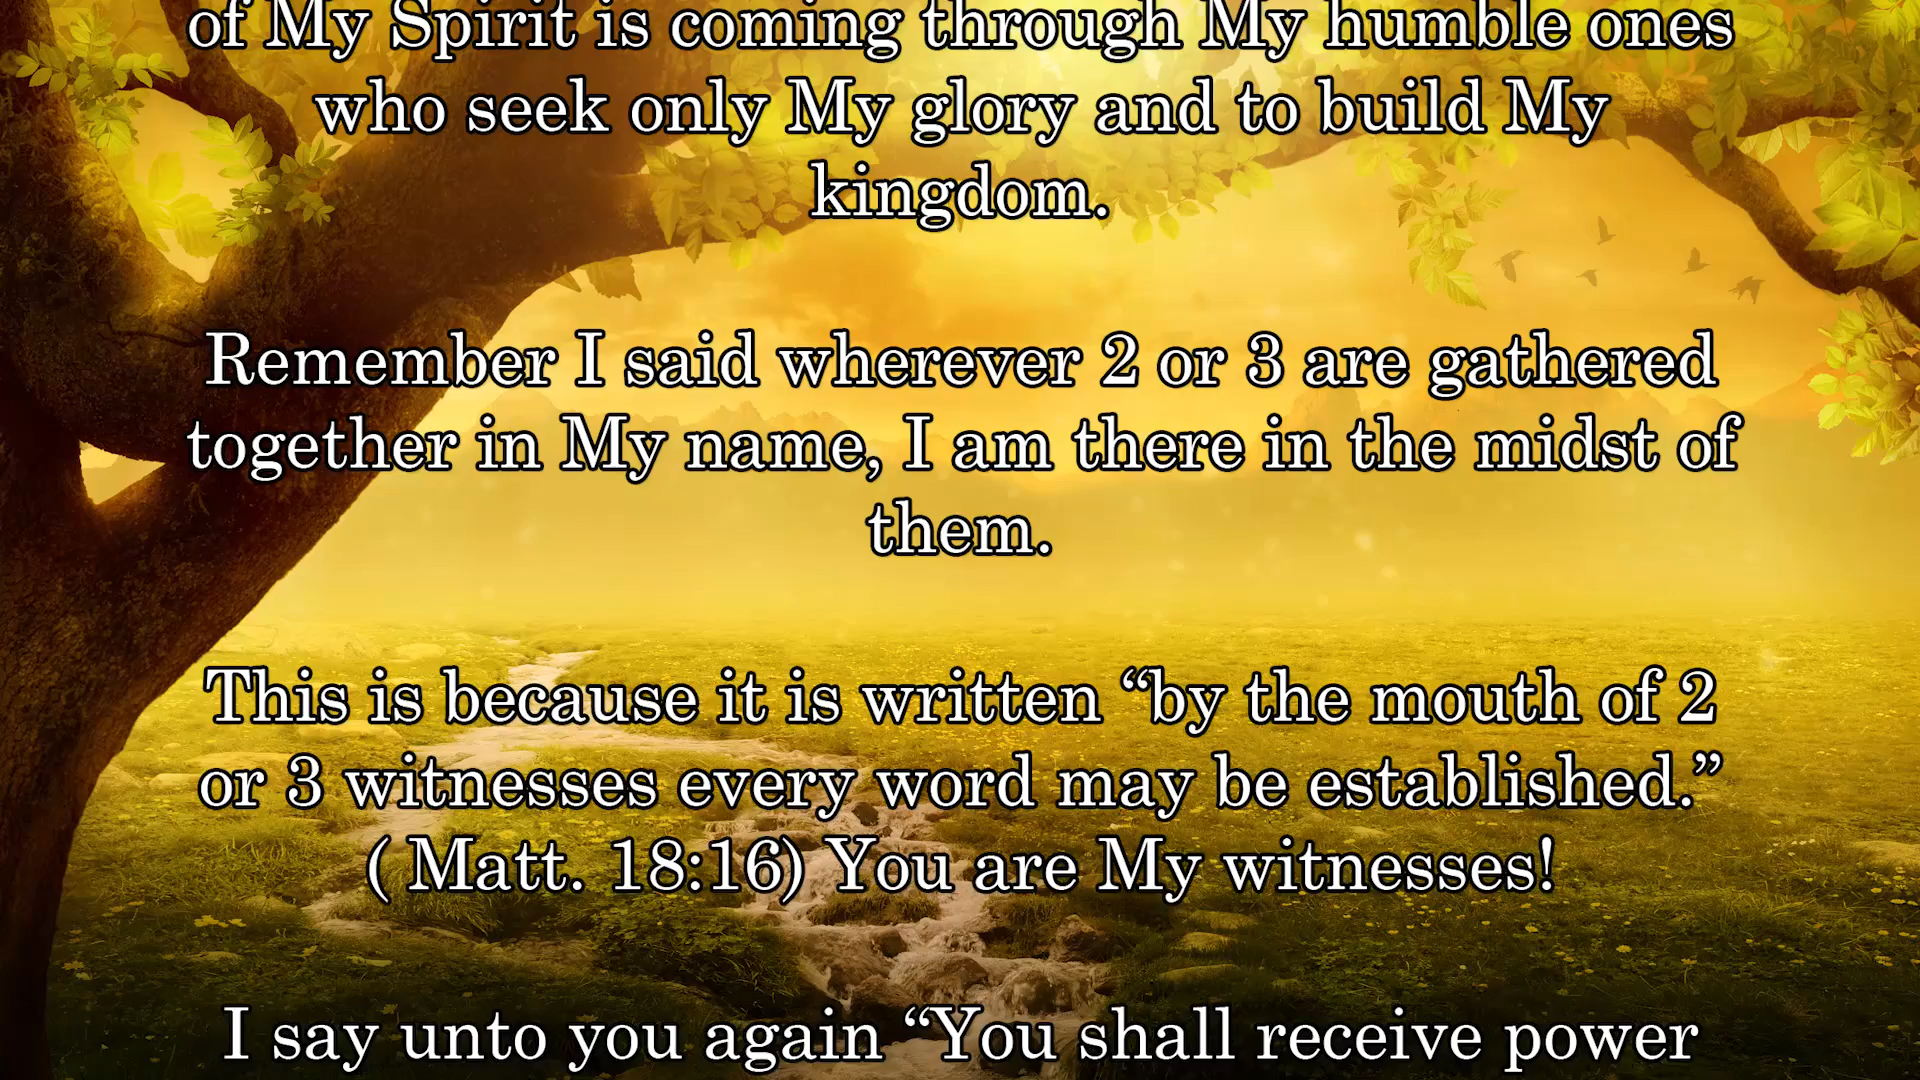 of My Spirit is coming through My humble ones
who seek only My glory and to build My
kingdom.
Remember I said wherever 2 or 3 are gathered
together in My name, I am there in the midst of
them.
This is because it is written “by the mouth of 2
or 3 witnesses every word may be established.”
( Matt. 18:16) You are My witnesses!
I say unto you again “You shall receive power